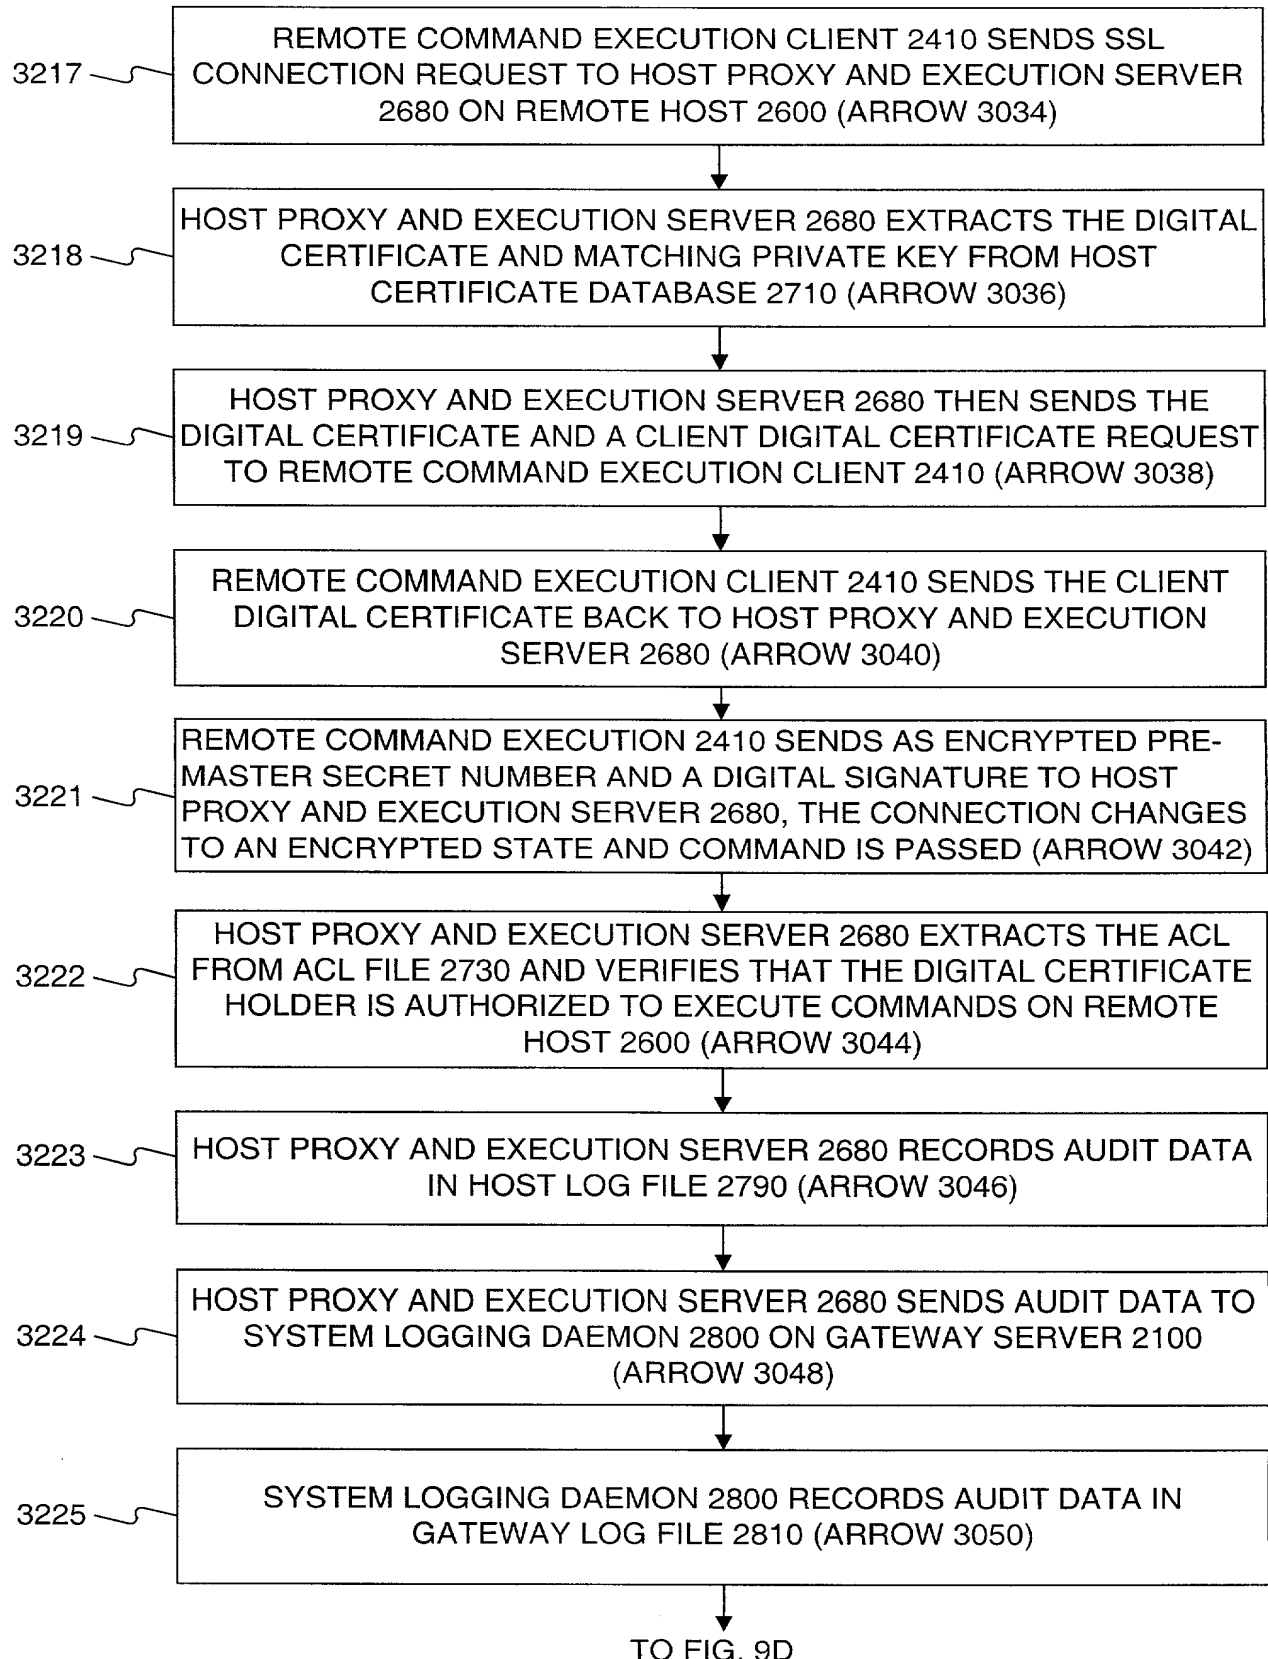 3217
REMOTE COMMAND EXECUTION CLIENT 2410 SENDS SSL
CONNECTION REQUEST TO HOST PROXY AND EXECUTION SERVER
2680 ON REMOTE HOST 2600 (ARROW 3034)
3218
HOST PROXY AND EXECUTION SERVER 2680 EXTRACTS THE DIGITAL
CERTIFICATE AND MATCHING PRIVATE KEY FROM HOST
CERTIFICATE DATABASE 2710 (ARROW 3036)
3219
HOST PROXY AND EXECUTION SERVER 2680 THEN SENDS THE
DIGITAL CERTIFICATE AND A CLIENT DIGITAL CERTIFICATE REQUEST
TO REMOTE COMMAND EXECUTION CLIENT 2410 (ARROW 3038)
3220
REMOTE COMMAND EXECUTION CLIENT 2410 SENDS THE CLIENT
DIGITAL CERTIFICATE BACK TO HOST PROXY AND EXECUTION
SERVER 2680 (ARROW 3040)
3221
REMOTE COMMAND EXECUTION 2410 SENDS AS ENCRYPTED PRE-
MASTER SECRET NUMBER AND A DIGITAL SIGNATURE TO HOST
PROXY AND EXECUTION SERVER 2680, THE CONNECTION CHANGES
TO AN ENCRYPTED STATE AND COMMAND IS PASSED (ARROW 3042)
3222
HOST PROXY AND EXECUTION SERVER 2680 EXTRACTS THE ACL
FROM ACL FILE 2730 AND VERIFIES THAT THE DIGITAL CERTIFICATE
HOLDER IS AUTHORIZED TO EXECUTE COMMANDS ON REMOTE
HOST 2600 (ARROW 3044)
3223
HOST PROXY AND EXECUTION SERVER 2680 RECORDS AUDIT DATA
IN HOST LOG FILE 2790 (ARROW 3046)
3224
HOST PROXY AND EXECUTION SERVER 2680 SENDS AUDIT DATA TO
SYSTEM LOGGING DAEMON 2800 ON GATEWAY SERVER 2100
(ARROW 3048)
3225
SYSTEM LOGGING DAEMON 2800 RECORDS AUDIT DATA IN
GATEWAY LOG FILE 2810 (ARROW 3050)
TO FIG. 9D